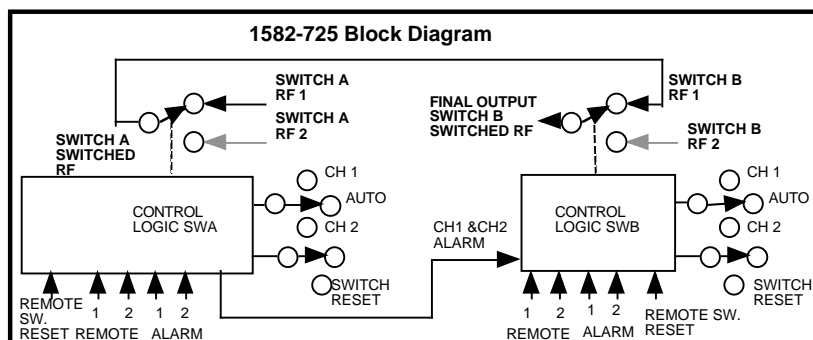 1582-725 Block Diagram
SWITCH A
RF 1
SWITCH A
RF 2
SWITCH A
SWITCHED
RF
FINAL OUTPUT
SWITCH B
SWITCHED RF
SWITCH B
RF 1
SWITCH B
RF 2
CONTROL
LOGIC SWA
CH 1
AUTO
CH 2
SWITCH
RESET
CH1 &CH2
ALARM
CONTROL
LOGIC SWB
CH 1
AUTO
CH 2
SWITCH
RESET
REMOTE
SW.
RESET
1 2
REMOTE
1 2
ALARM
1 2
REMOTE
1 2
ALARM
REMOTE SW.
RESET